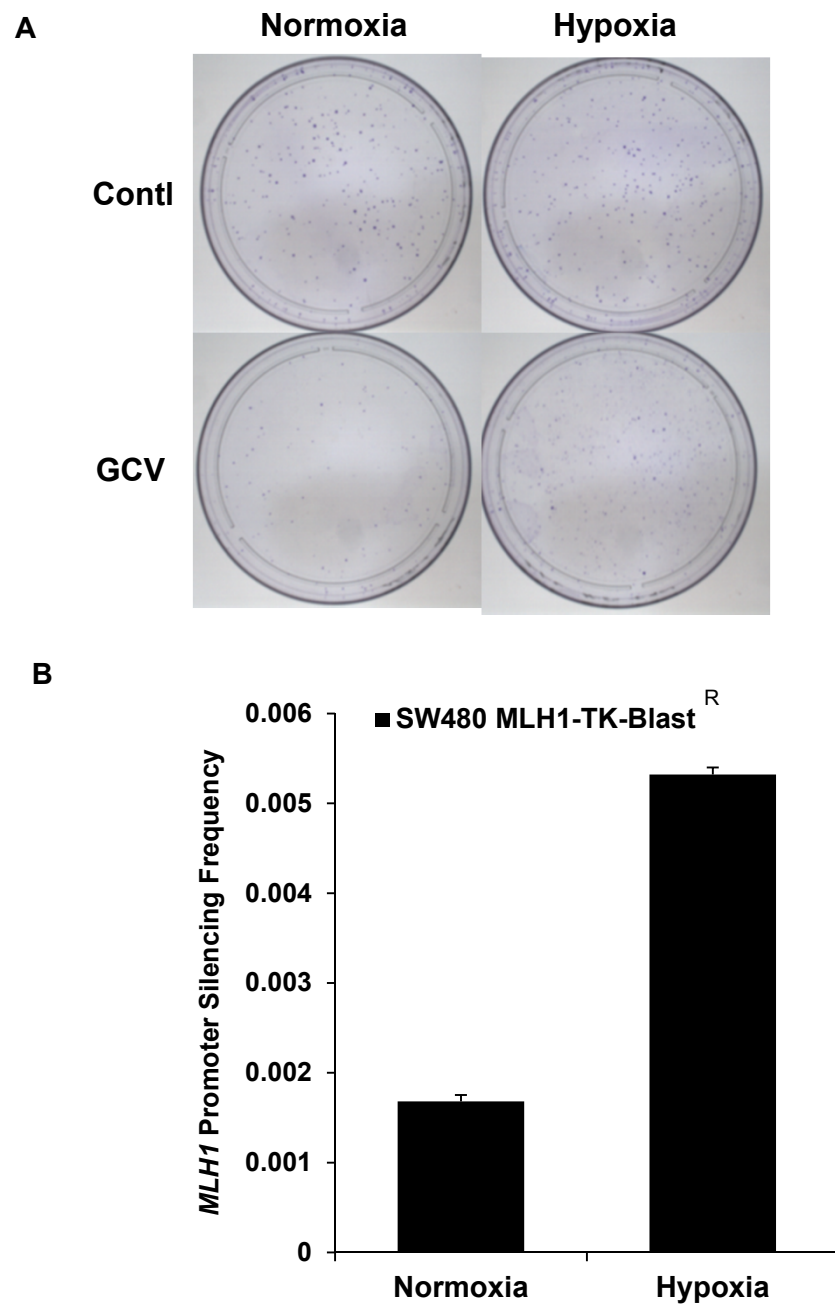 A
Normoxia Hypoxia
Contl
GCV
B
SW480 MLH1-TK-Blast R
MLH1 Promoter Silencing Frequency
0.006
0.005
0.004
0.003
0.002
0.001
0
Normoxia Hypoxia